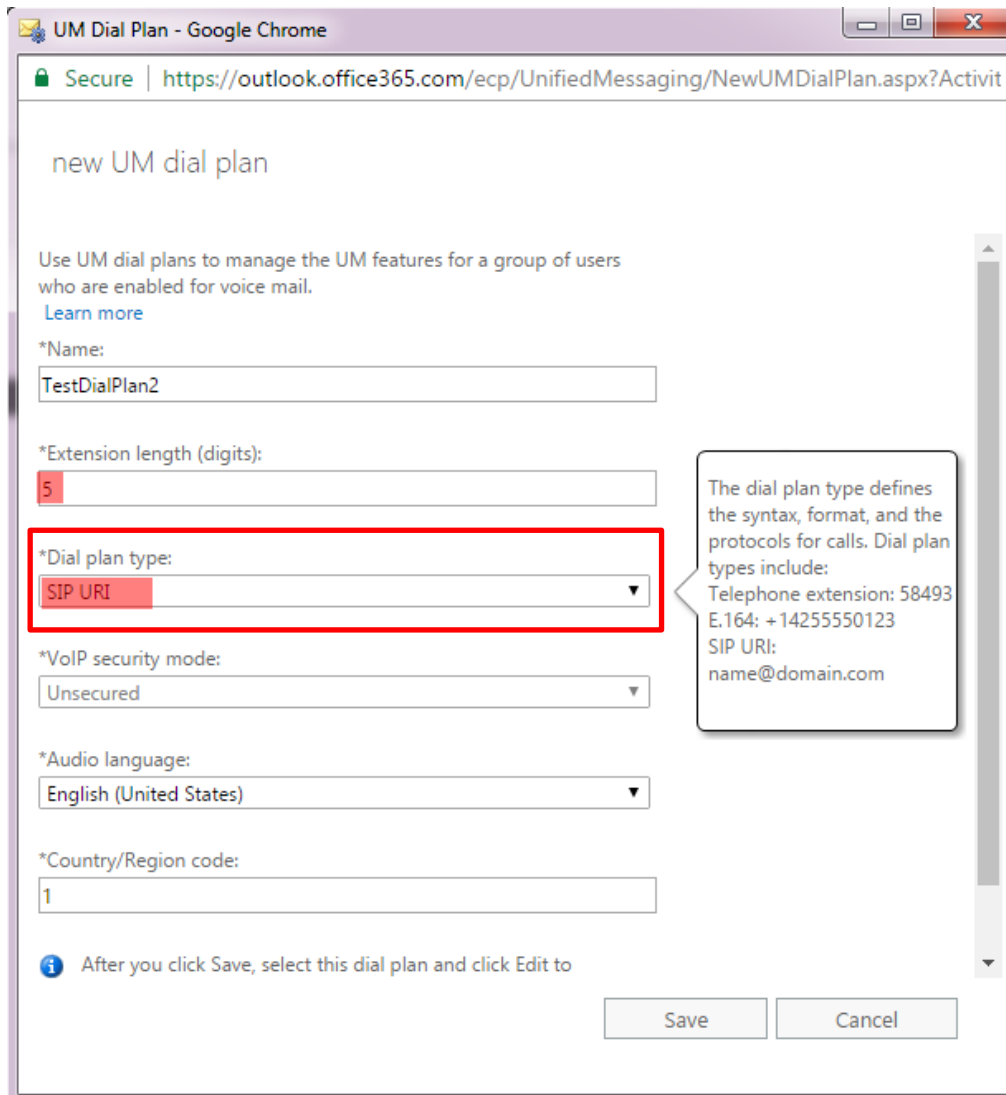 UM Dial Plan - Google Chrome
Secure | https://outlook.office365.com/ecp/UnifiedMessaging/NewUMDialPlan.aspx?Activit
new UM dial plan
Use UM dial plans to manage the UM features for a group of users
who are enabled for voice mail.
Learn more
*Name:
TestDialPlan2
*Extension length (digits):
5
*Dial plan type:
SIP URI
The dial plan type defines
the syntax, format, and the
protocols for calls. Dial plan
types include:
Telephone extension: 58493
E.164: +14255550123
SIP URI:
name@domain.com
*VoIP security mode:
Unsecured
*Audio language:
English (United States)
*Country/Region code:
1
After you click Save, select this dial plan and click Edit to
Save
Cancel